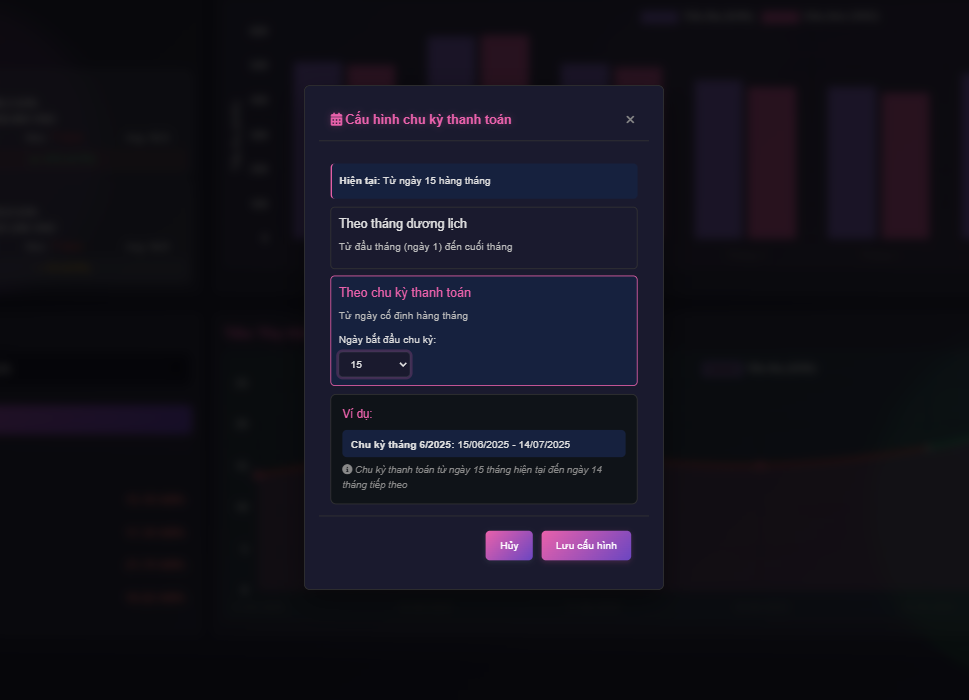 Cấu hình chu kỳ thanh toán
×
Hiện tại: Từ ngày 15 hàng tháng
Theo tháng dương lịch
Từ đầu tháng (ngày 1) đến cuối tháng
Theo chu kỳ thanh toán
Từ ngày cố định hàng tháng
Ngày bắt đầu chu kỳ:
15
Ví dụ:
Chu kỳ tháng 6/2025: 15/06/2025 - 14/07/2025
Chu kỳ thanh toán từ ngày 15 tháng hiện tại đến ngày 14
tháng tiếp theo
Hủy
Lưu cấu hình